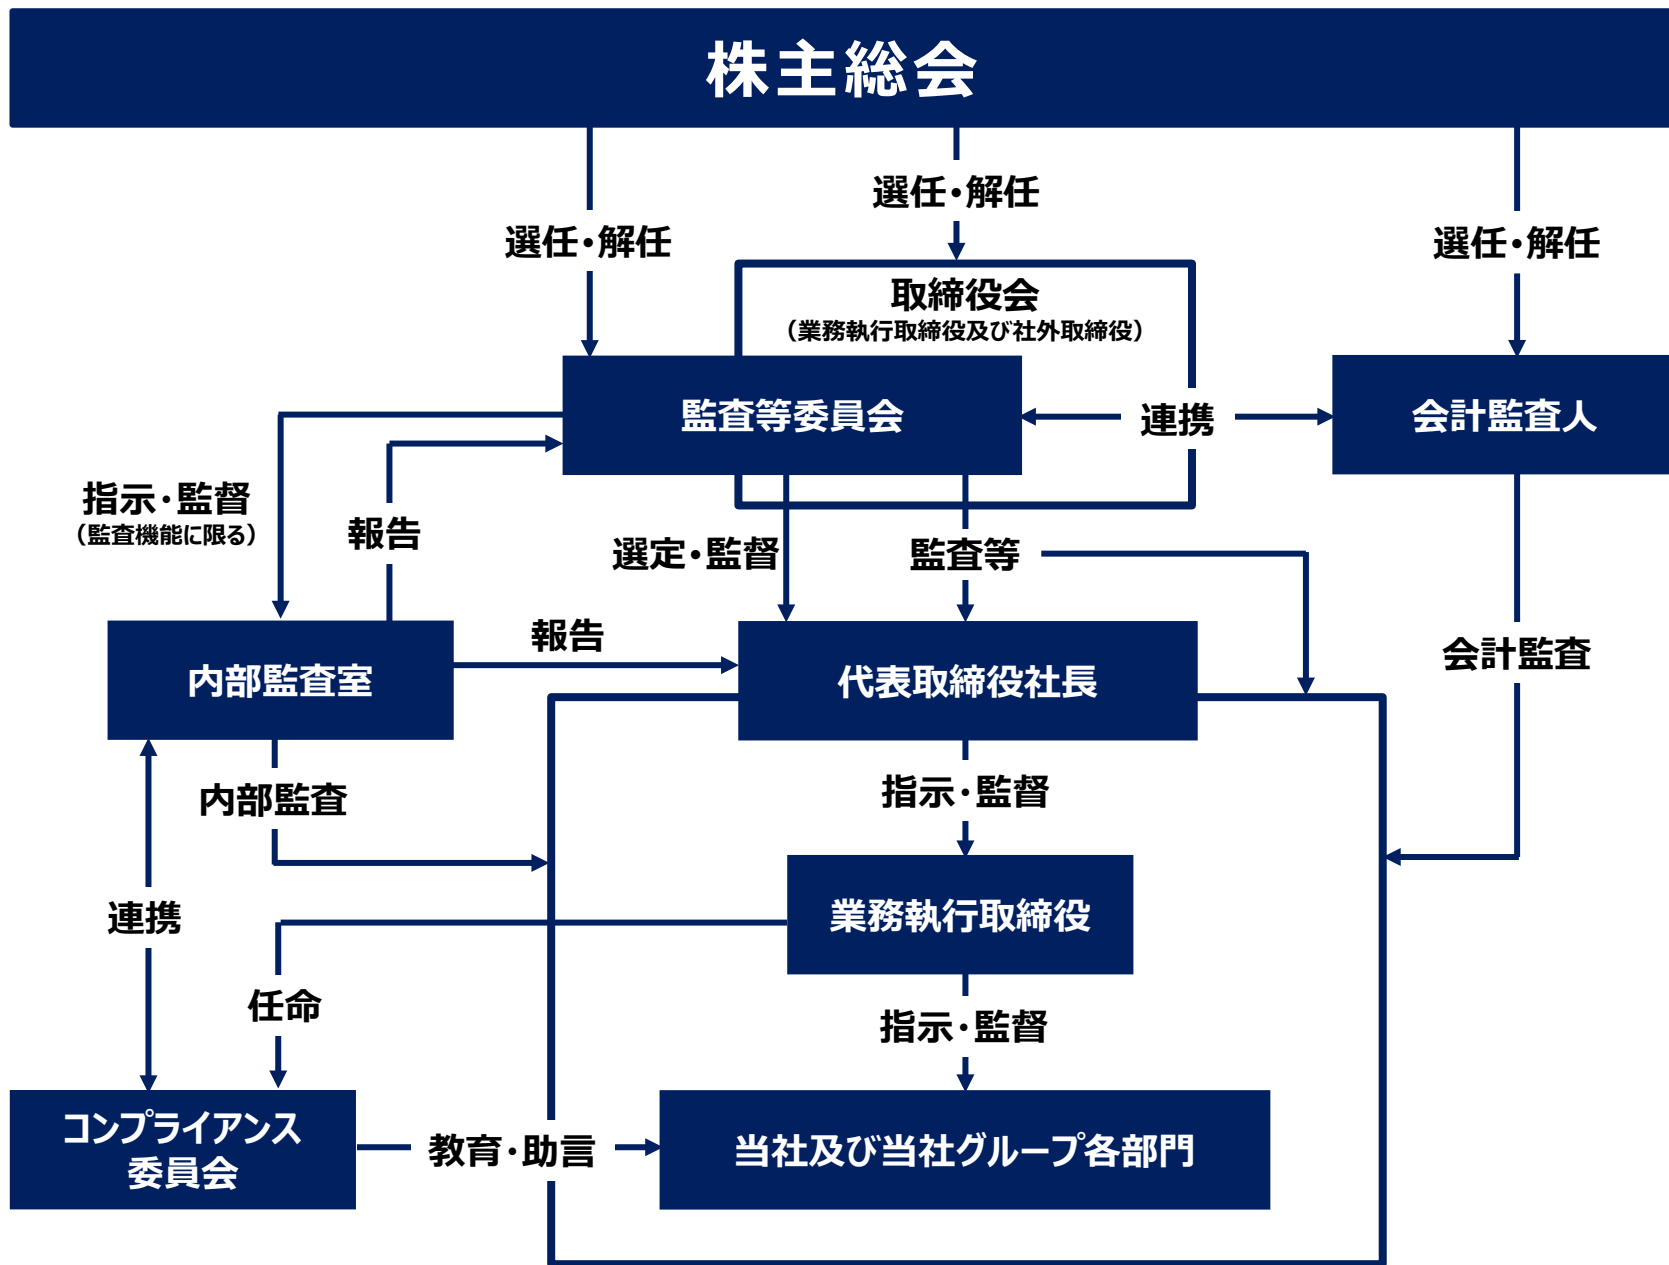 株主総会
選任・解任
選任・解任
選任・解任
取締役会
（業務執行取締役及び社外取締役）
監査等委員会
連携
会計監査人
指示・監督
（監査機能に限る）
報告
選定・監督
監査等
報告
内部監査室
代表取締役社長
会計監査
内部監査
指示・監督
連携
業務執行取締役
任命
指示・監督
コンプライアンス
委員会
教育・助言
当社及び当社グループ各部門